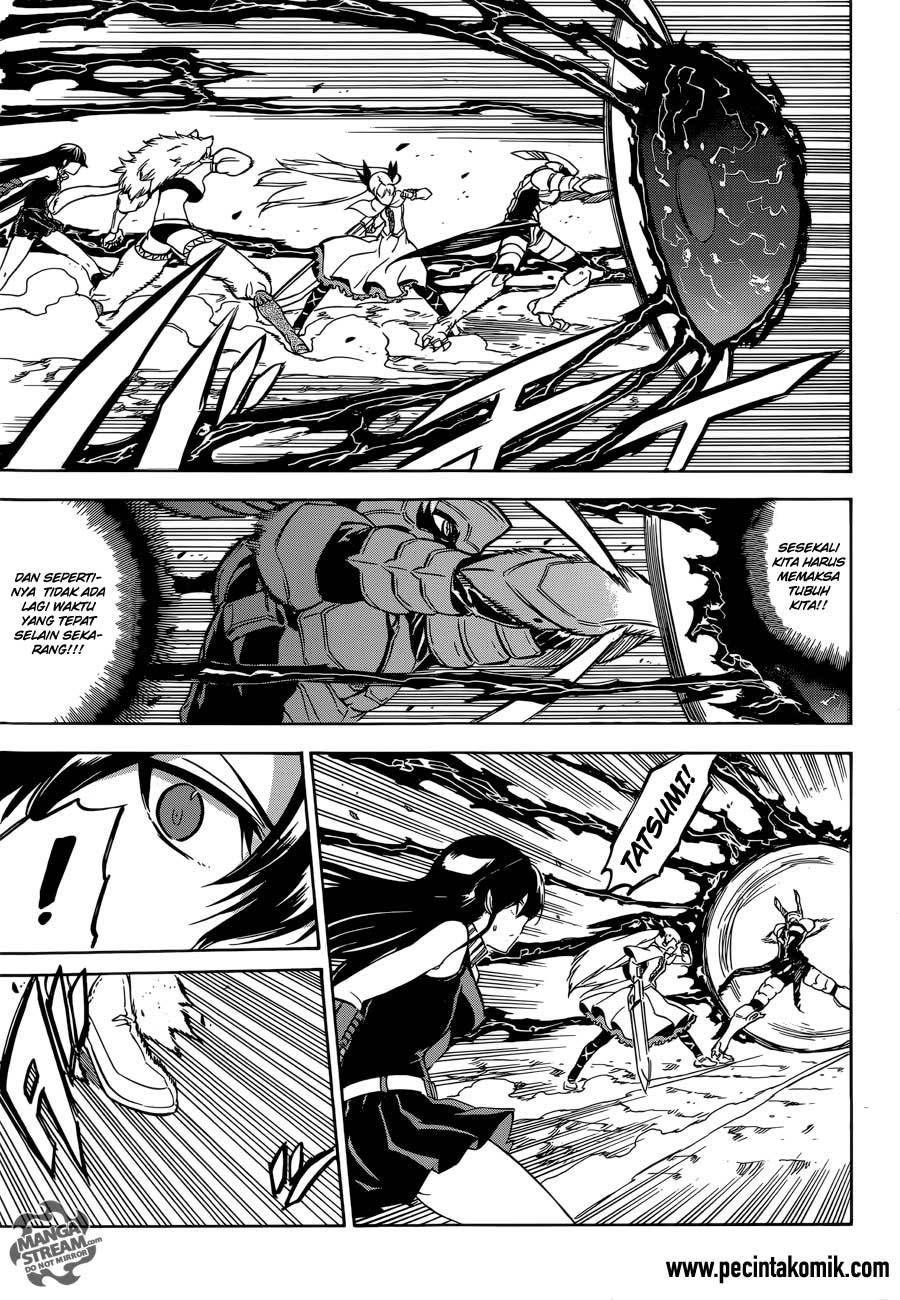 SESEKALI
KITA HARUS
MEMAKSA
TUBUH
KITA!!
DAN SEPERTI-
NYA TIDAK ADA
LAGI WAKTU
YANG TEPAT
SELAIN SEKA-
RANG!!!
TATSUMI!
!
MANGA
STREAM.com
DO NOT MIRROR
www.pecintakomik.com